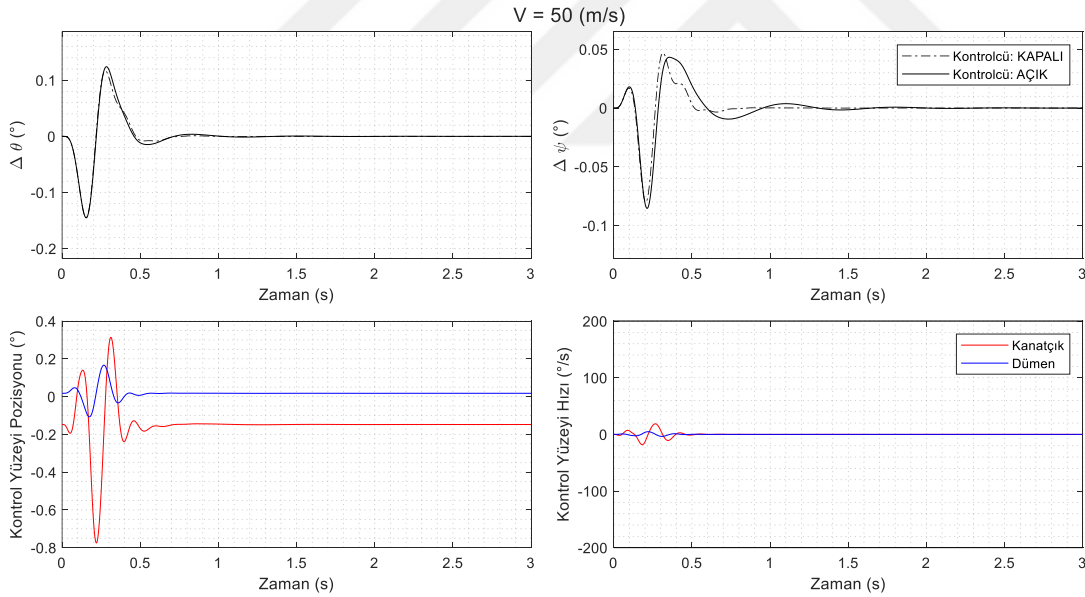 V = 50 (m/s)
Δ θ (°)
0.1
0
-0.1
-0.2
0 0.5 1 1.5 2 2.5 3
Zaman (s)
Δ ψ (°)
0.05
0
-0.05
-0.1
Kontrolcü: KAPALI
Kontrolcü: AÇIK
0 0.5 1 1.5 2 2.5 3
Zaman (s)
Kontrol Yüzeyi Pozisyonu (°)
0.4
0.2
0
-0.2
-0.4
-0.6
-0.8
0 0.5 1 1.5 2 2.5 3
Zaman (s)
Kontrol Yüzeyi Hızı (°/s)
200
100
0
-100
-200
Kanatçık
Dümen
0 0.5 1 1.5 2 2.5 3
Zaman (s)